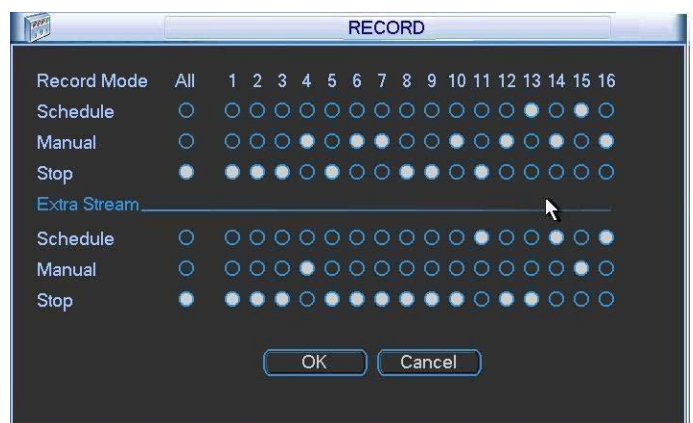 RECORD
Record Mode All 1 2 3 4 5 6 7 8 9 10 11 12 13 14 15 16
Schedule
Manual
Stop
Extra Stream
Schedule
Manual
Stop
OK Cancel